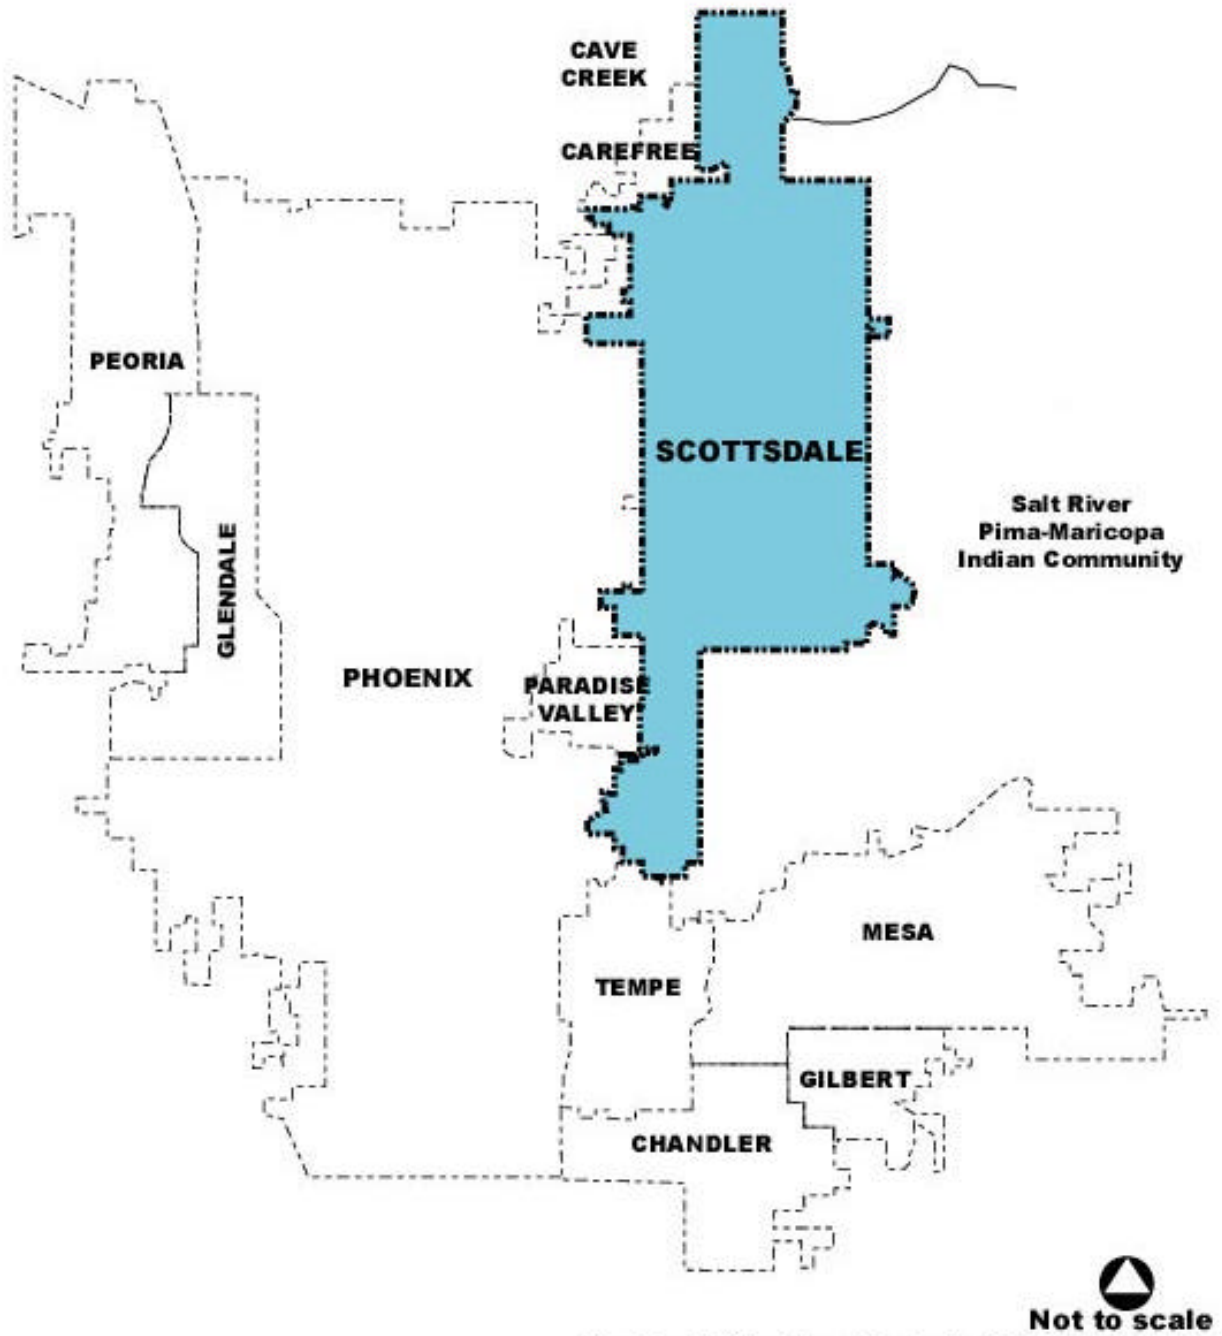 CAVE
CREEK
CAREFREE
PEORIA
SCOTTSDALE
Salt River
Pima-Maricopa
Indian Community
GLENDALE
PHOENIX
PARADISE
VALLEY
MESA
TEMPE
GILBERT
CHANDLER
Not to scale